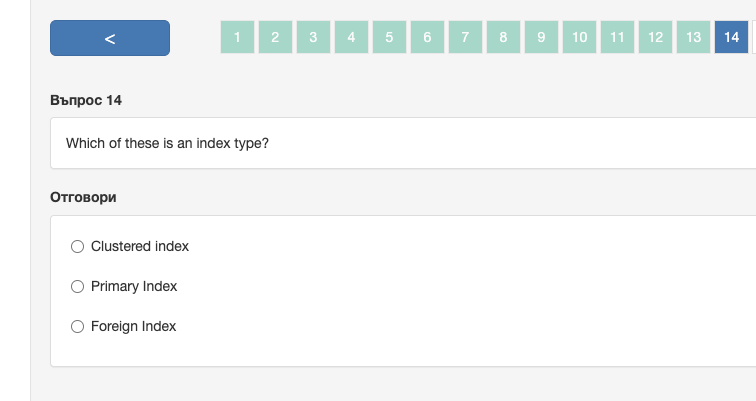 < 1 2 3 4 5 6 7 8 9 10 11 12 13 14
Въпрос 14
Which of these is an index type?
Отговори
Clustered index
Primary Index
Foreign Index